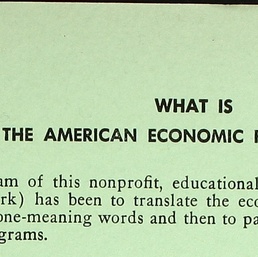 WHAT IS
THE AMERICAN ECONOMIC F
am of this nonprofit, educational
rk) has been to translate the eco
one-meaning words and then to pa
grams.